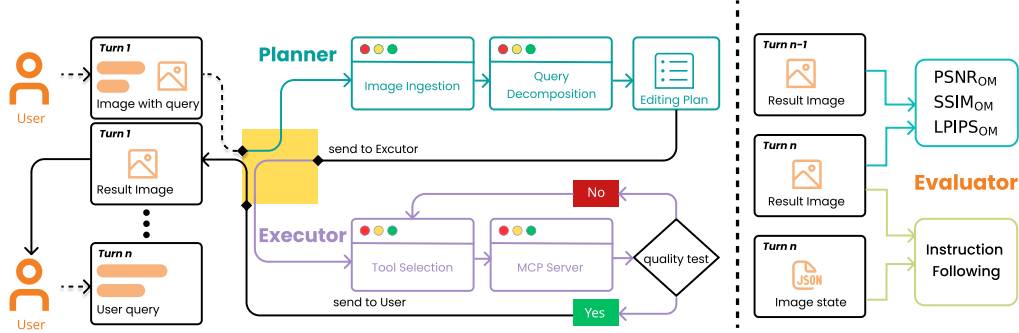 User
Turn 1
Image with query
Turn 1
Result Image
User
Turn n
User query
Planner
Image Ingestion
Query
Decomposition
Editing Plan
send to Excutor
Executor
Tool Selection
MCP Server
quality test
No
Yes
send to User
Turn n-1
Result Image
Turn n
Result Image
Turn n
JSON
Image state
PSNR_OM
SSIM_OM
LPIPS_OM
Evaluator
Instruction
Following